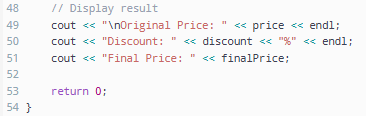 48 // Display result
49 cout << "\nOriginal Price: " << price << endl;
50 cout << "Discount: " << discount << "%" << endl;
51 cout << "Final Price: " << finalPrice;
52
53 return 0;
54 }